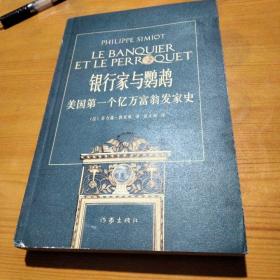 PHILIPPE SIMIOT
LE BANQUIER
ET LE PERROQUET
银行家与鹦鹉
美国第一个亿万富翁发家史
作家出版社